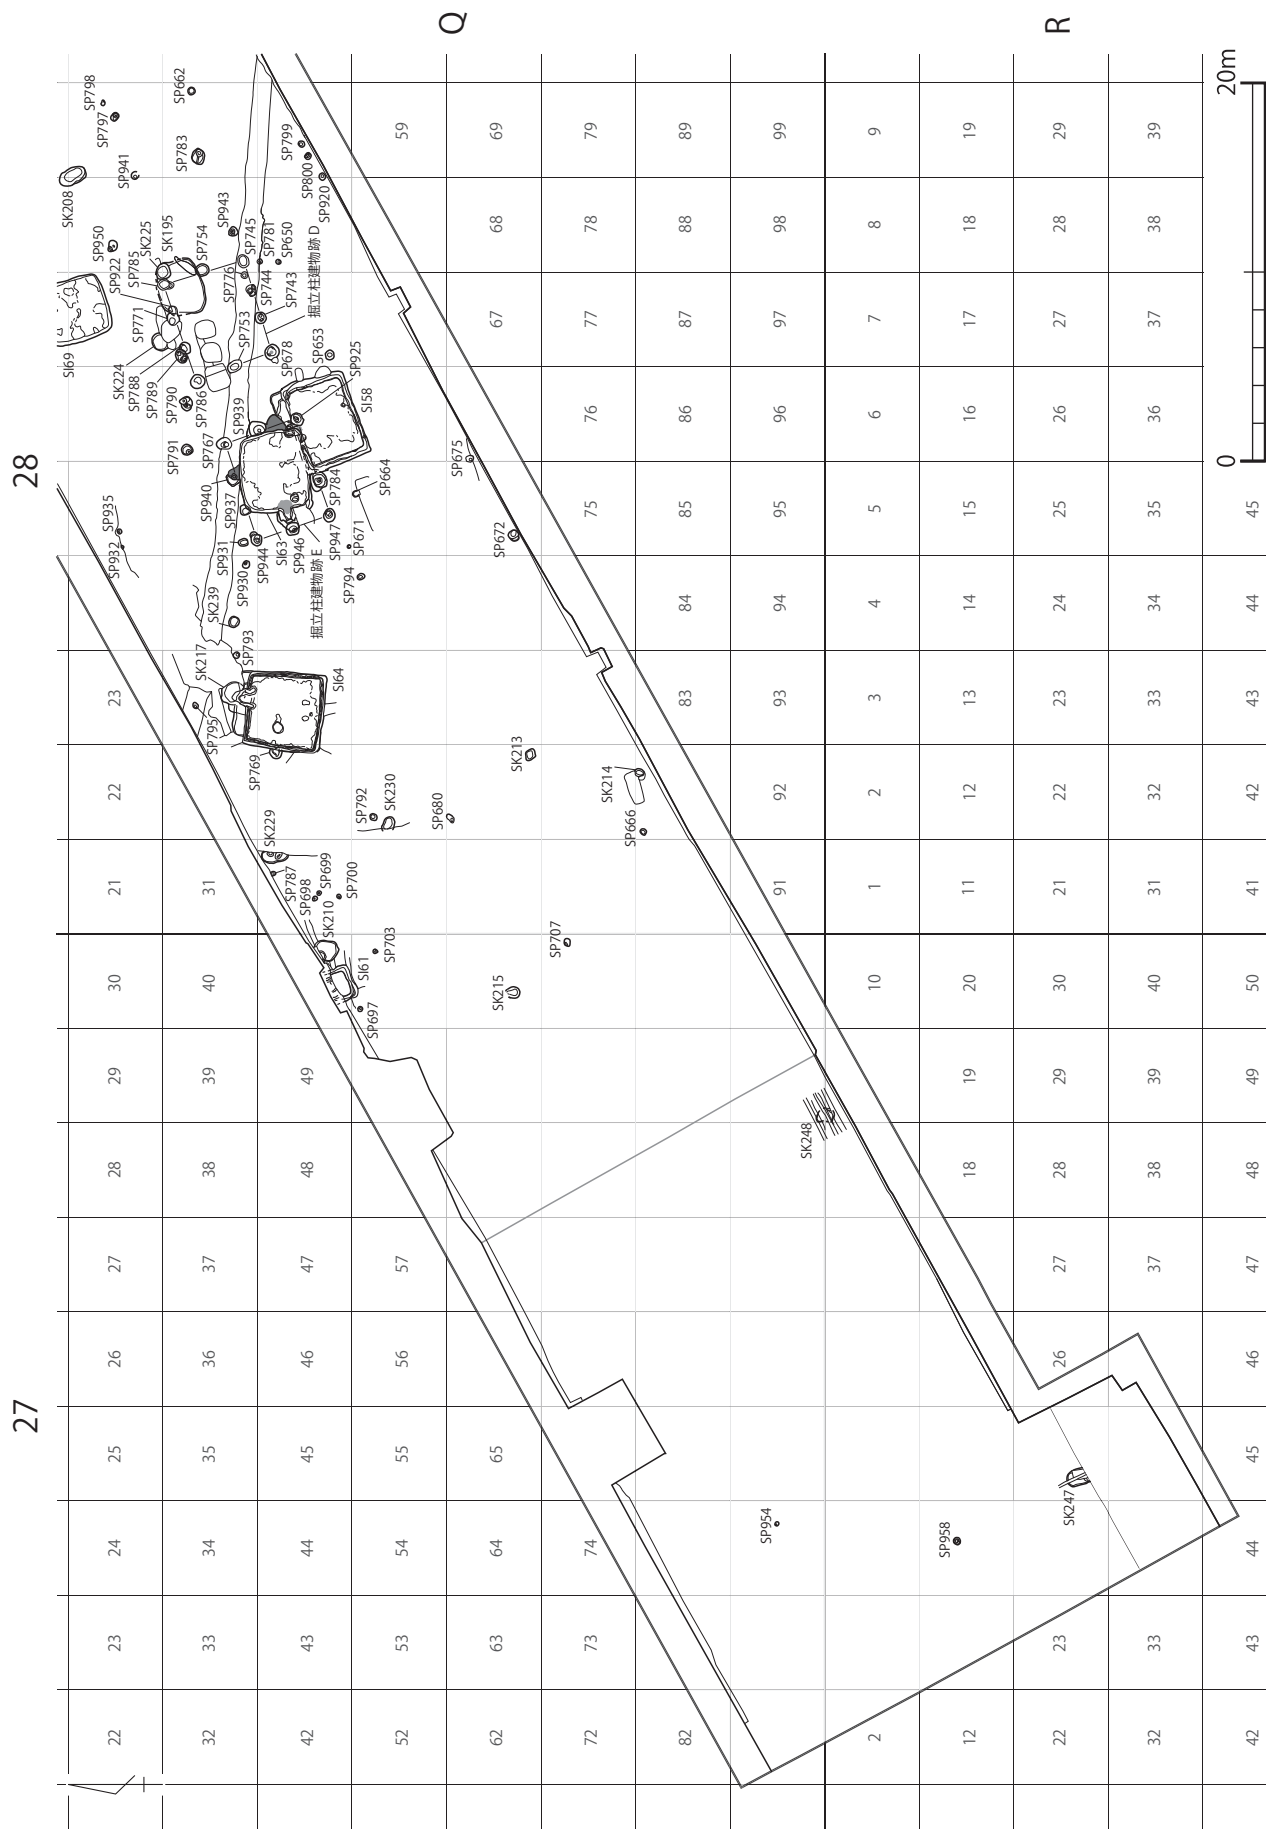 28
27
Q
R
20m
0
SP798
SP797
SP662
SK208
SP941
SP783
SP799
SP800
SP920
SP950
SP922
SP785
SK225
SK195
SP754
SP943
SP745
SP781
SP650
掘立柱建物跡 D
SP776
SP744
SP743
SI69
SP771
SK224
SP788
SP789
SP790
SP786
SP753
SP678
SP653
SP925
SI58
SP791
SP767
SP939
SP940
SP937
SP784
SP664
SP675
SP935
SP932
SP931
SP944
SI63
SP946
SP947
SP671
掘立柱建物跡 E
SP672
SP930
SK239
SP794
SP793
SK217
SI64
SP795
SP769
SK213
SK214
SP792
SK230
SP680
SP666
SK229
SP787
SP699
SP698
SP700
SK210
SI61
SP703
SP697
SP707
SK215
SK248
SP954
SP958
SK247
59
69
79
89
99
9
19
29
39
68
78
88
98
8
18
28
38
67
77
87
97
7
17
27
37
76
86
96
6
16
26
36
75
85
95
5
15
25
35
45
84
94
4
14
24
34
44
23
83
93
3
13
23
33
43
22
92
2
12
22
32
42
21
31
91
1
11
21
31
41
30
40
10
20
30
40
50
29
39
49
19
29
39
49
28
38
48
18
28
38
48
27
37
47
57
27
37
47
26
36
46
56
26
46
25
35
45
55
65
45
24
34
44
54
64
74
44
23
33
43
53
63
73
23
33
43
22
32
42
52
62
72
82
2
12
22
32
42